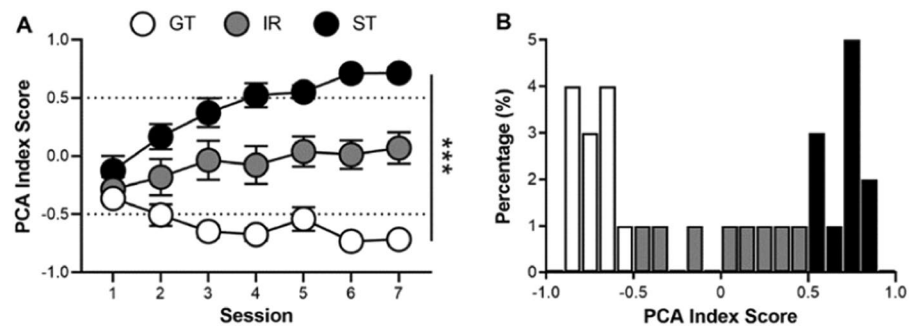 A
GT IR ST
PCA Index Score
1.0
0.5
0.0
-0.5
-1.0
1 2 3 4 5 6 7
Session
***
B
Percentage (%)
5
4
3
2
1
0
-1.0 -0.5 0 0.5 1.0
PCA Index Score